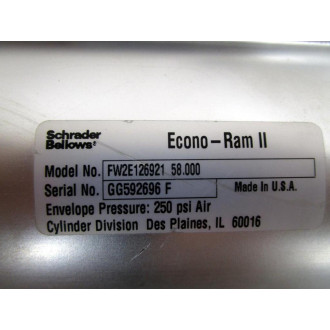 Schrader
Bellows
Econo-Ram II
Model No. FW2E126921 58.000
Serial No. GG592696 F
Made In U.S.A.
Envelope Pressure: 250 psi Air
Cylinder Division Des Plaines, IL 60016